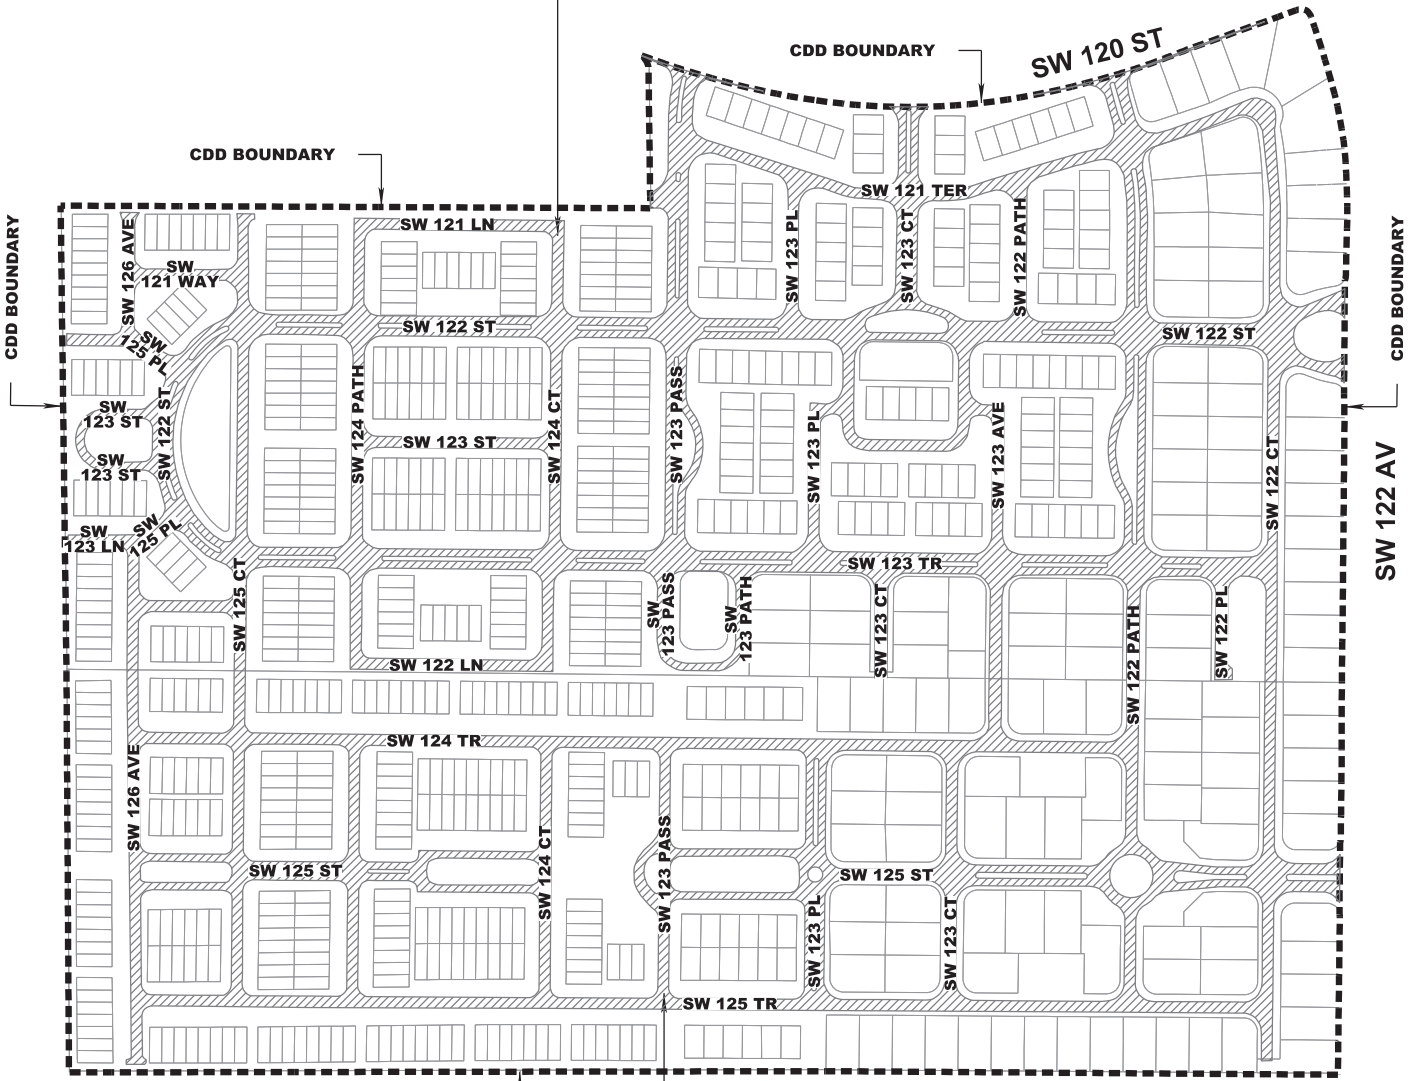 SW 120 ST
CDD BOUNDARY
CDD BOUNDARY
SW 121 TER
CDD BOUNDARY
CDD BOUNDARY
SW 126 AVE
SW 121 LN
SW 123 PL
SW 123 CT
SW 122 PATH
SW
121 WAY
SW 122 ST
SW 122 ST
SW
125 PL
SW 122 ST
SW 124 PATH
SW 124 CT
SW 123 PASS
SW
123 ST
SW 123 ST
SW 123 PL
SW 123 AVE
SW 122 CT
SW 122 AV
SW
123 ST
SW
123 LN
SW
125 PL
SW 125 CT
SW 123 TR
SW
123 PASS
SW
123 PATH
SW 123 CT
SW 122 PATH
SW 122 PL
SW 122 LN
SW 124 TR
SW 126 AVE
SW 124 CT
SW 123 PASS
SW 125 ST
SW 125 ST
SW 123 PL
SW 123 CT
SW 125 TR